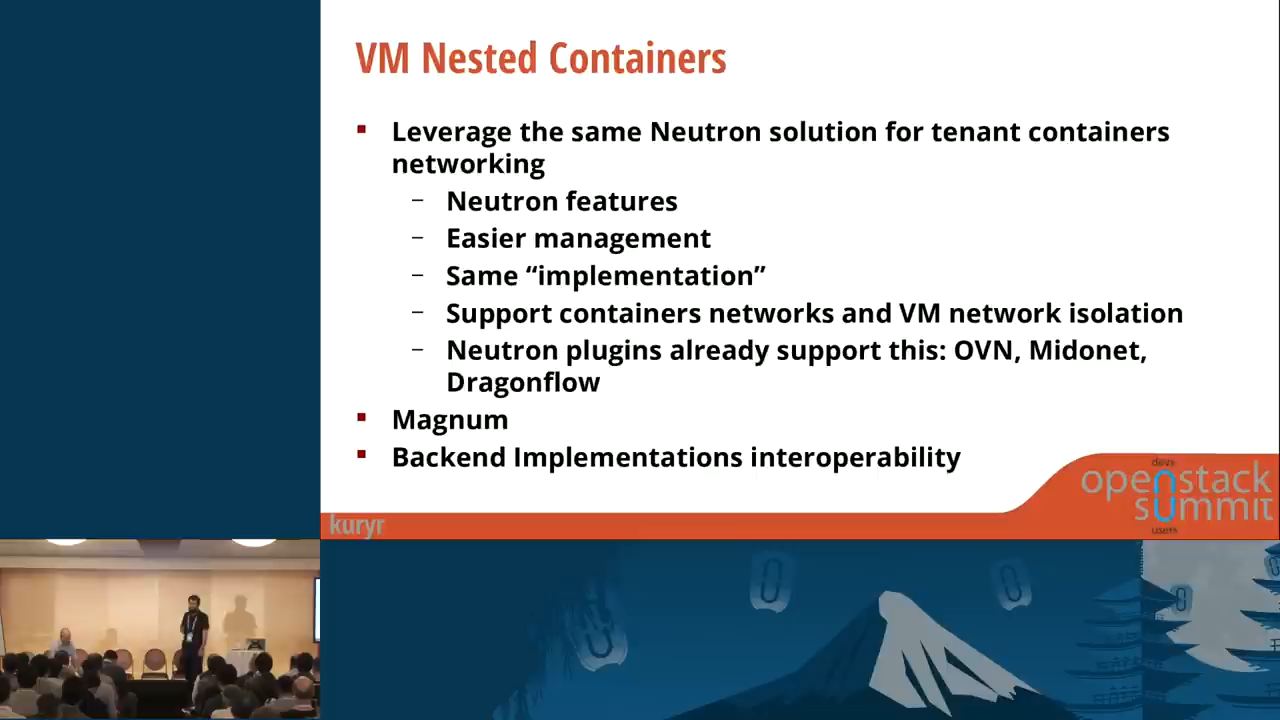 VM Nested Containers
Leverage the same Neutron solution for tenant containers
networking
Neutron features
Easier management
Same “implementation”
Support containers networks and VM network isolation
Neutron plugins already support this: OVN, Midonet,
Dragonflow
Magnum
Backend Implementations interoperability
devs
openstack
summit
users
kuryr